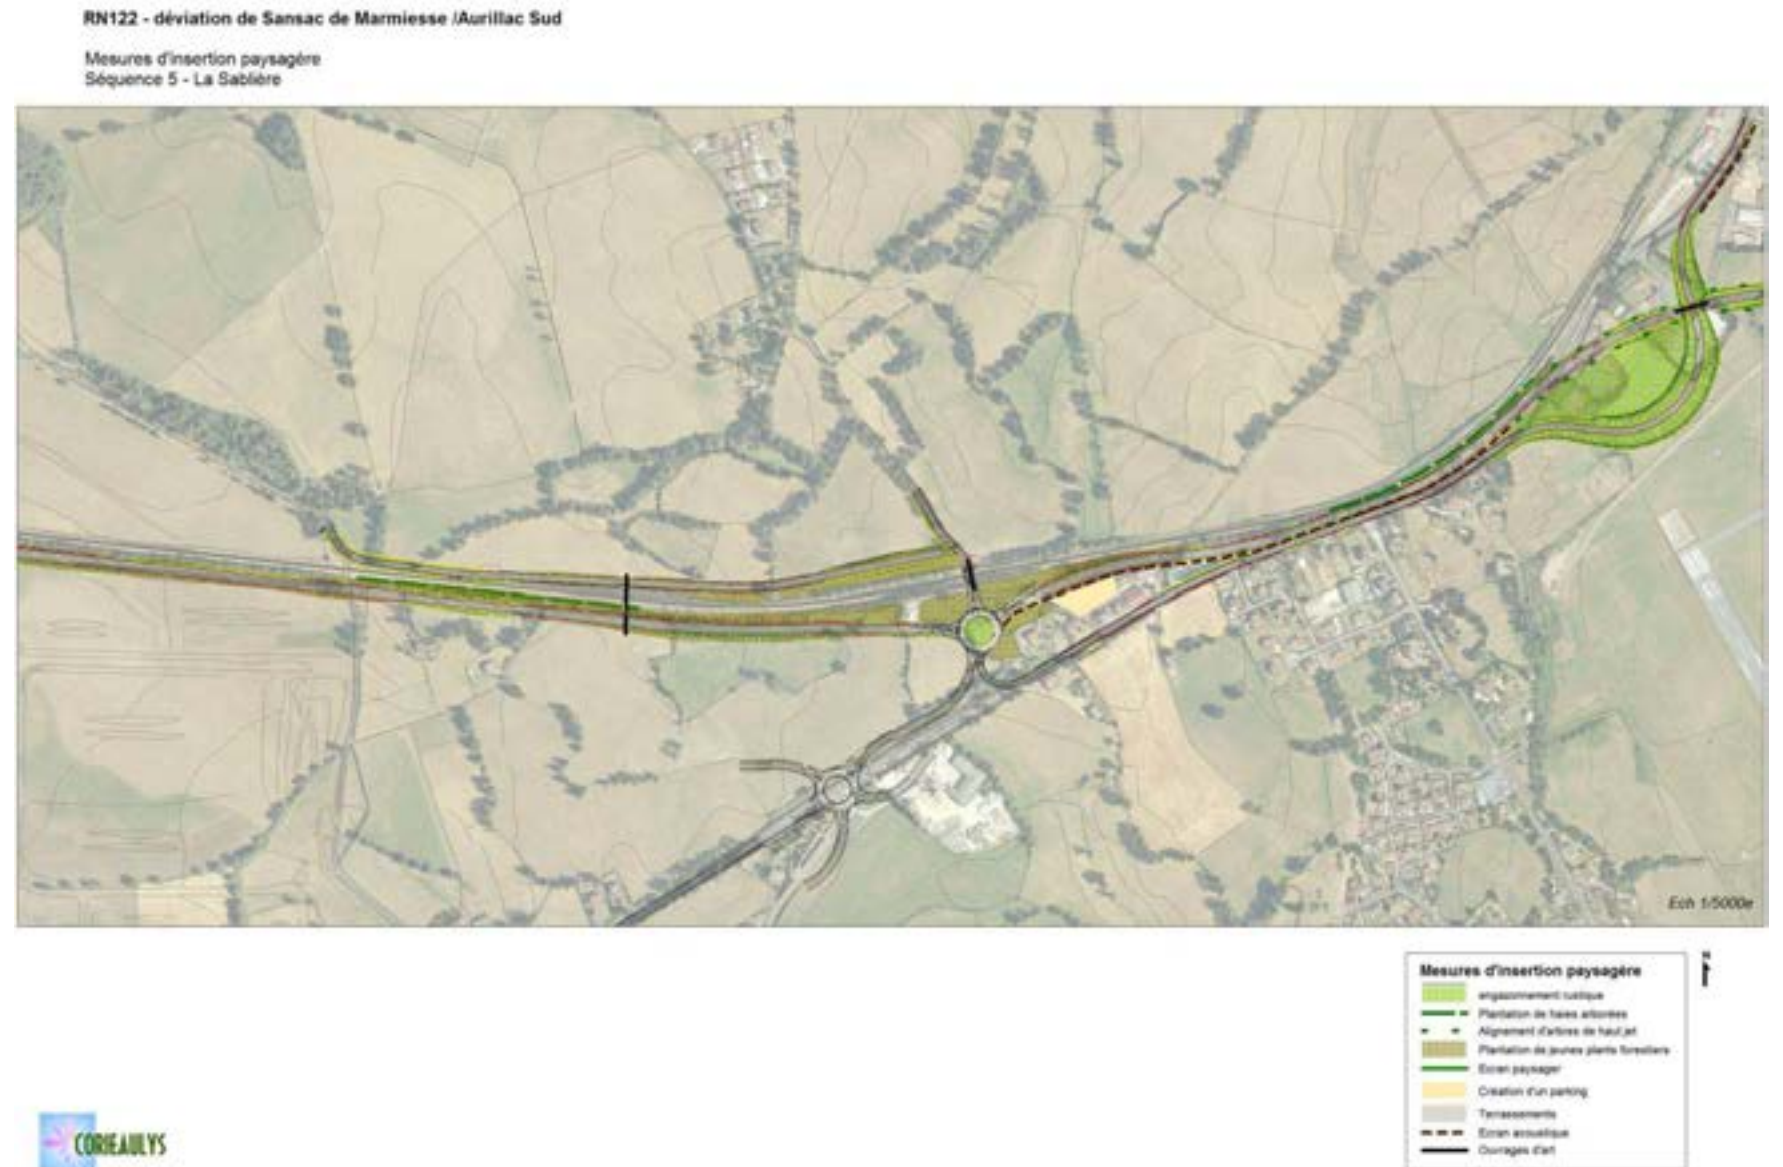 RN122 - déviation de Sansac de Marmiesse /Aurillac Sud
Mesures d'insertion paysagère
Séquence 5 - La Sablière
Ech 1/5000e
Mesures d'insertion paysagère
engazonnement rustique
Plantation de haies arborées
Alignement d'arbres de haut jet
Plantation de jeunes plants forestiers
Ecran paysager
Création d'un parking
Terrassements
Ecran acoustique
Ouvrages d'art
N
CORIEAULYS